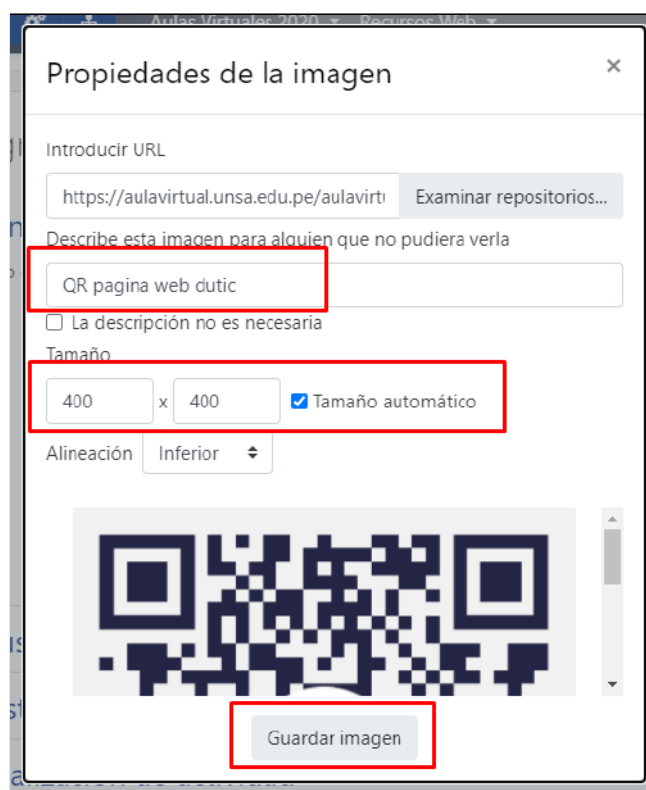 Aulas Virtuales 2020 Recursos Web
Propiedades de la imagen ×
Introducir URL
https://aulavirtual.unsa.edu.pe/aulavirtu Examinar repositorios...
Describe esta imagen para alguien que no pudiera verla
QR pagina web dutic
La descripción no es necesaria
Tamaño
400 x 400 Tamaño automático
Alineación Inferior
Guardar imagen